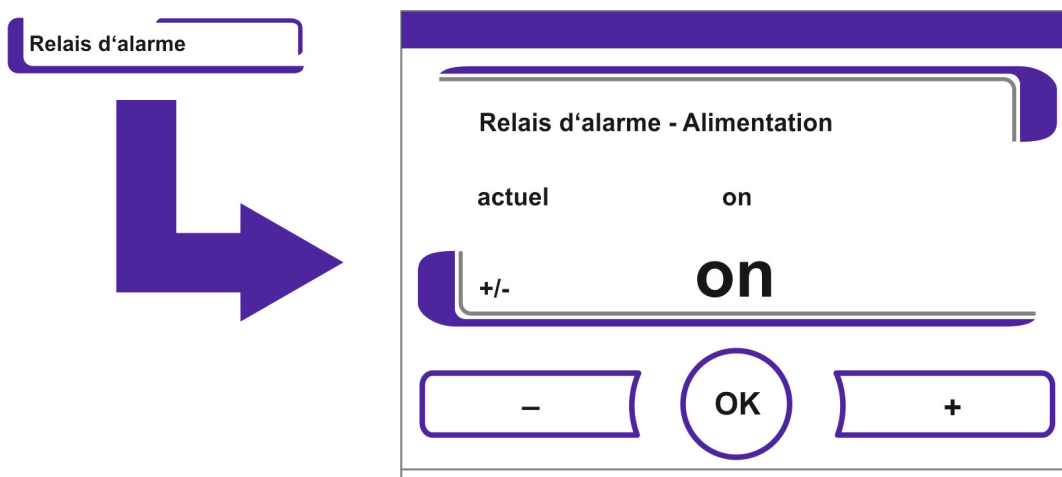 Relais d‘alarme
Relais d‘alarme - Alimentation
actuel on
+/- on
– OK +